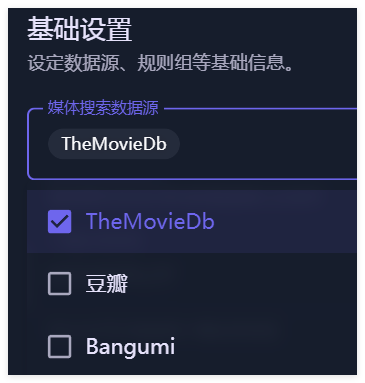 基础设置
设定数据源、规则组等基础信息。
媒体搜索数据源
TheMovieDb
TheMovieDb
豆瓣
Bangumi